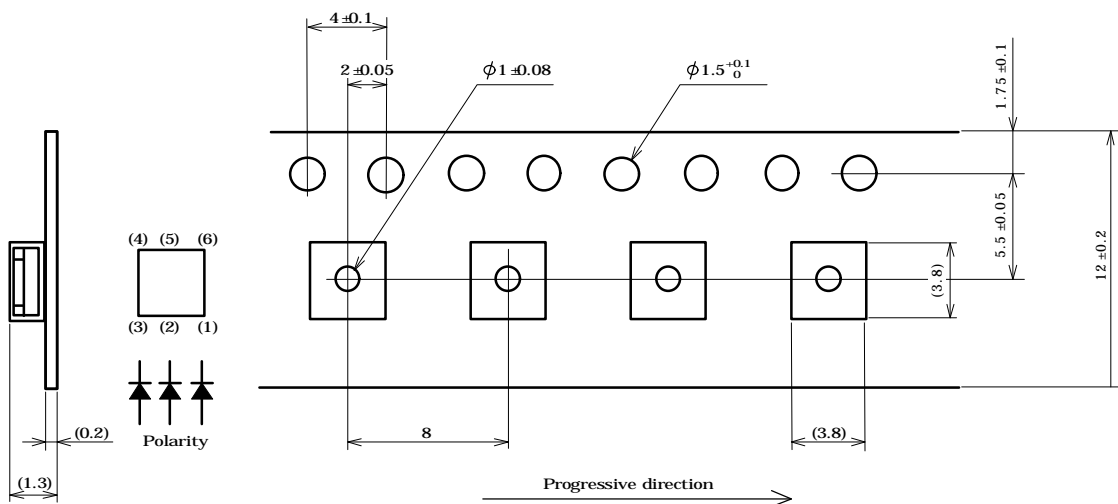 4±0.1
2±0.05
ϕ1±0.08
ϕ1.5 +0.1 0
1.75±0.1
5.5±0.05
12±0.2
(4) (5) (6)
(3) (2) (1)
(3.8)
(0.2)
Polarity
8
(3.8)
(1.3)
Progressive direction